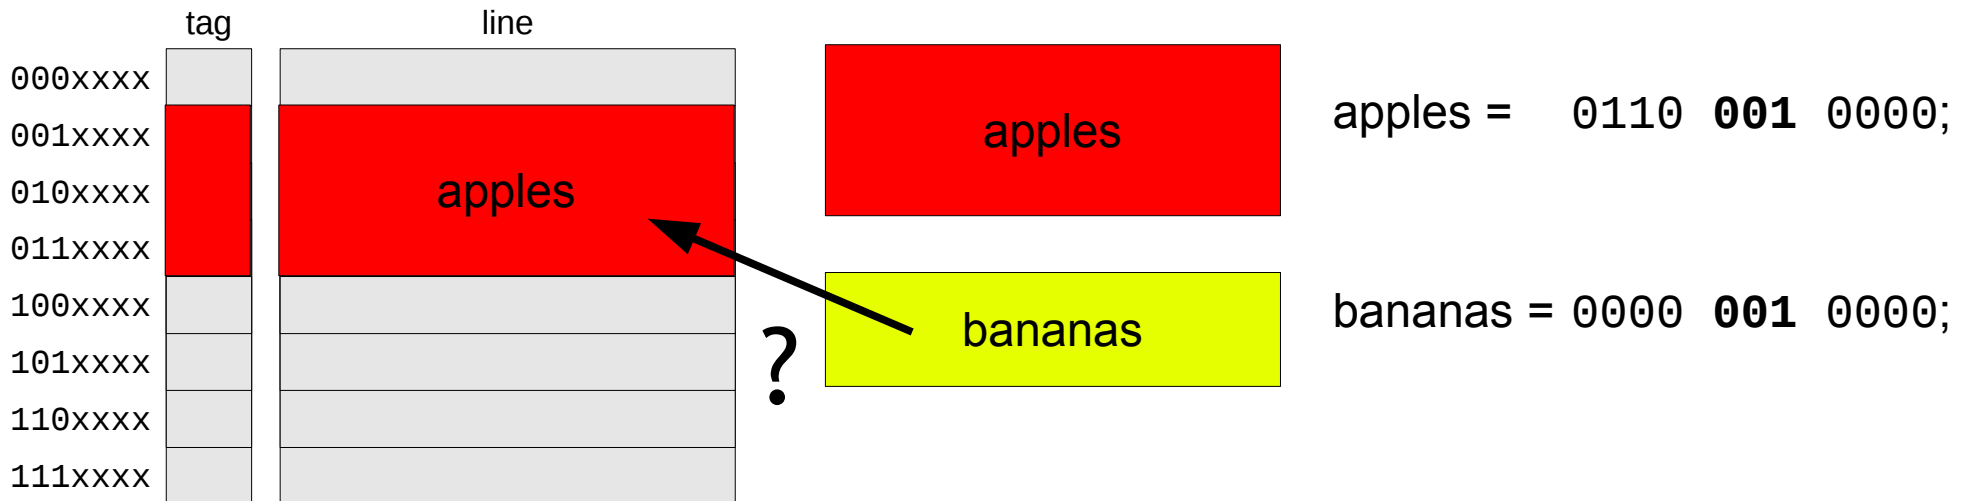 tag line
000xxxx
001xxxx
010xxxx
011xxxx
100xxxx
101xxxx
110xxxx
111xxxx
apples
?
apples
bananas
apples = 0110 001 0000;
bananas = 0000 001 0000;